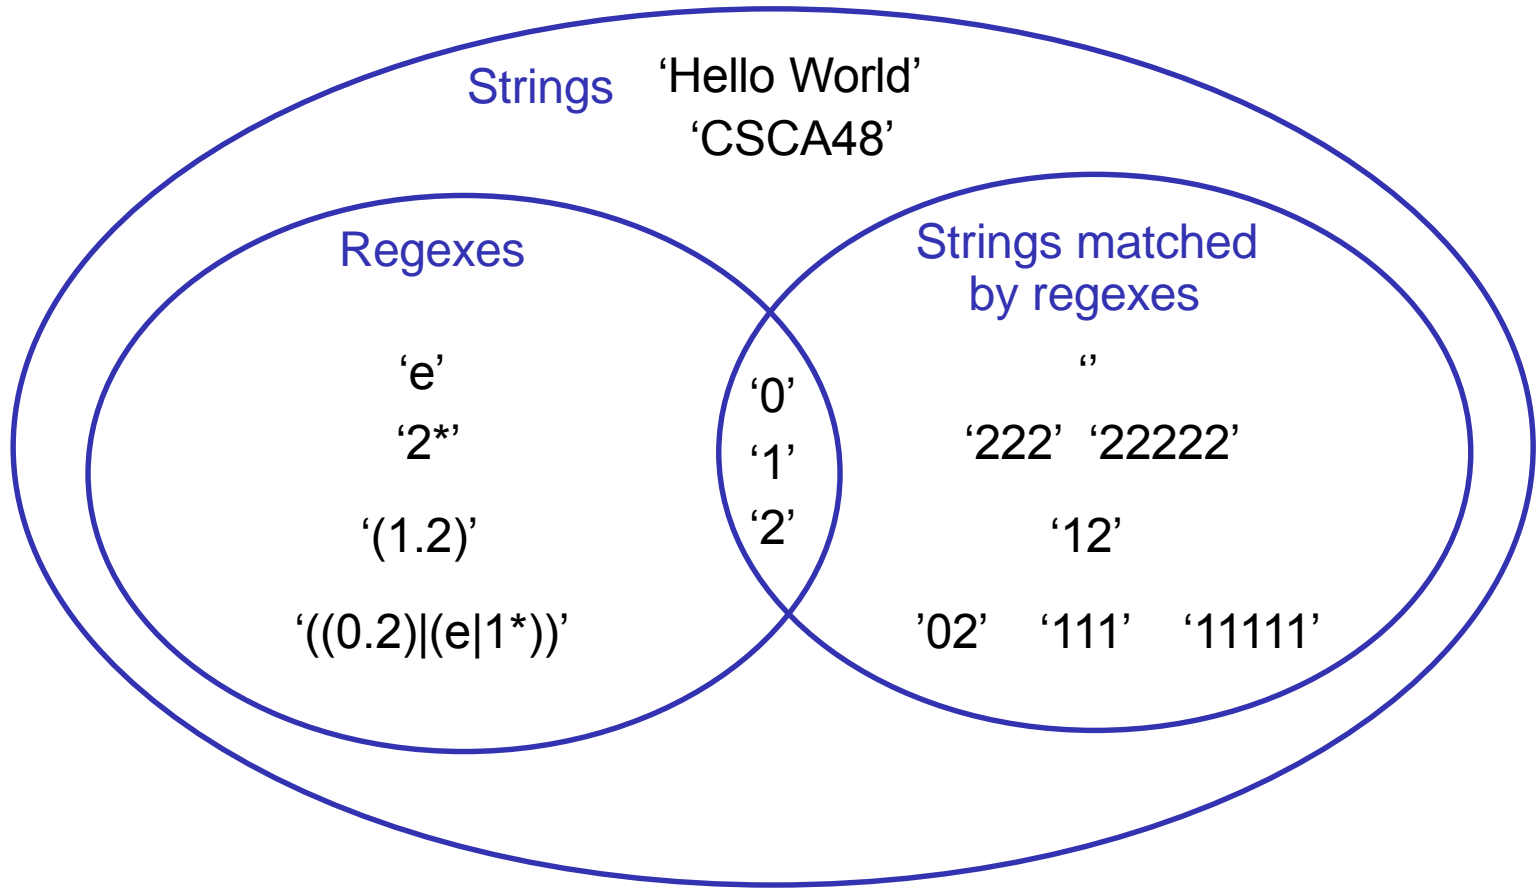 Strings
‘Hello World’
‘CSCA48’
Regexes
‘e’
‘2*’
‘(1.2)’
‘((0.2)|(e|1*))’
‘0’
‘1’
‘2’
Strings matched
by regexes
‘’
‘222’ ‘22222’
‘12’
’02’ ‘111’ ‘11111’